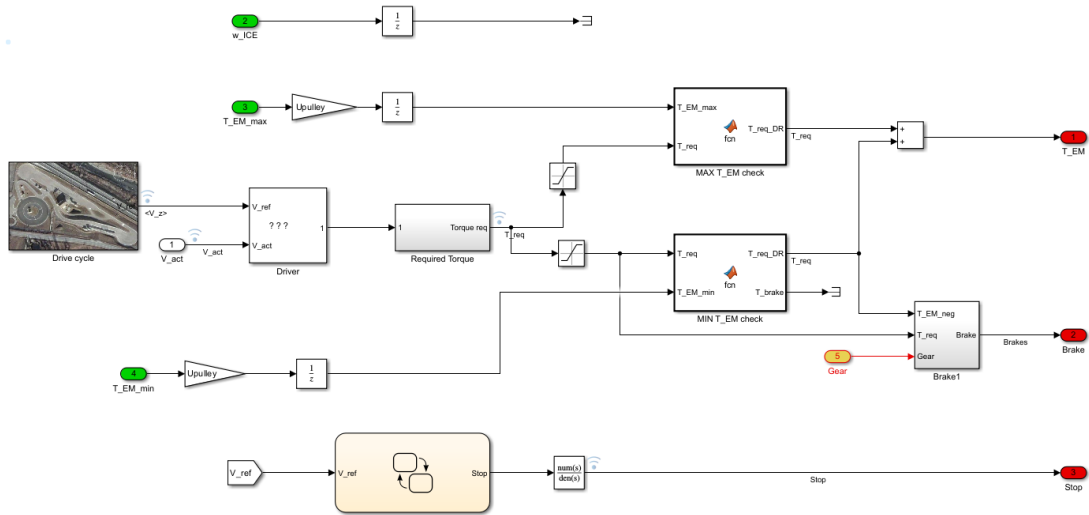 2
w_ICE
1
z
3
T_EM_max
Upulley
1
z
T_EM_max
T_req
fcn
T_req_DR
MAX T_EM check
T_req
+
+
1
T_EM
<V_z>
Drive cycle
1
V_act
V_act
V_ref
V_act
? ? ?
1
Driver
1
Torque req
Required Torque
T_req
T_req
T_EM_min
fcn
T_req_DR
T_brake
MIN T_EM check
T_req
T_EM_neg
T_req
Gear
Brake
Brake1
Brakes
2
Brake
5
Gear
4
T_EM_min
Upulley
1
z
V_ref
V_ref
Stop
num(s)
den(s)
Stop
3
Stop